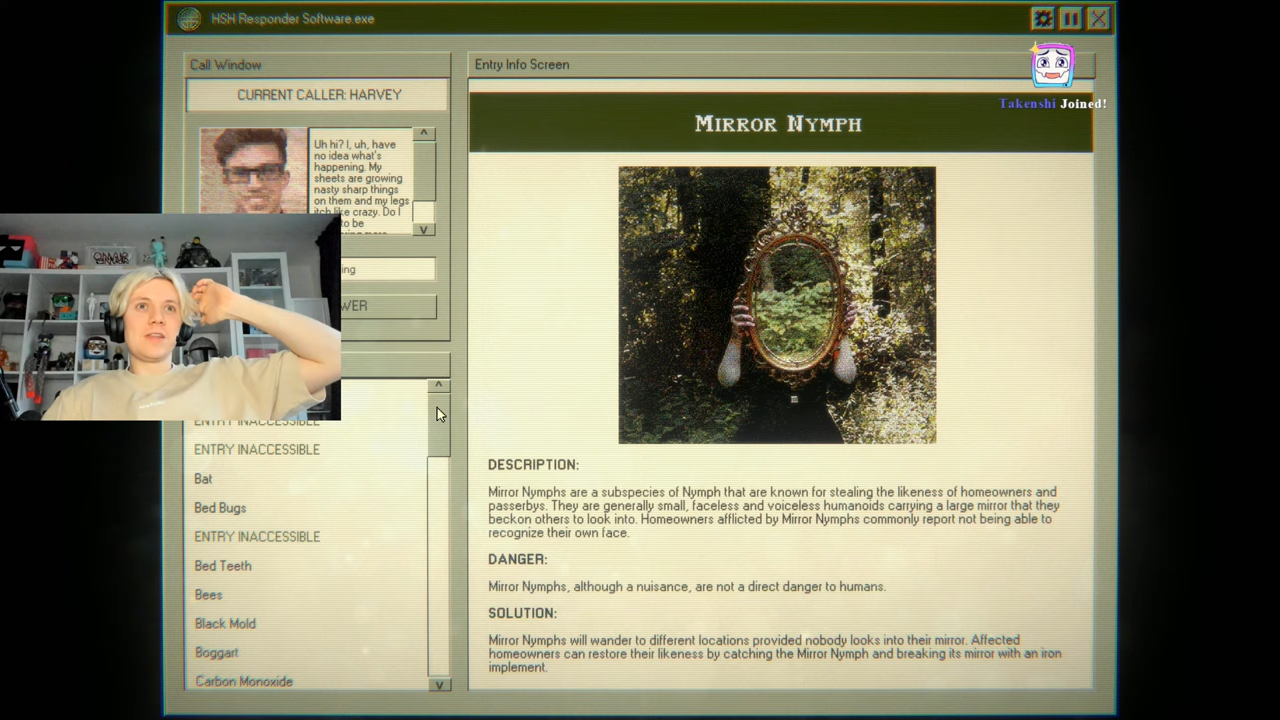 HSH Responder Software.exe
Call Window
CURRENT CALLER: HARVEY
Uh hi? I, uh, have
no idea what's
happening. My
sheets are growing
nasty sharp things
on them and my legs
itch like crazy. Do I
to be
ing
WER
ENTRY INACCESSIBLE
ENTRY INACCESSIBLE
Bat
Bed Bugs
ENTRY INACCESSIBLE
Bed Teeth
Bees
Black Mold
Boggart
Carbon Monoxide
Entry Info Screen
Takenshi Joined!
Mirror Nymph
DESCRIPTION:
Mirror Nymphs are a subspecies of Nymph that are known for stealing the likeness of homeowners and
passerbys. They are generally small, faceless and voiceless humanoids carrying a large mirror that they
beckon others to look into. Homeowners afflicted by Mirror Nymphs commonly report not being able to
recognize their own face.
DANGER:
Mirror Nymphs, although a nuisance, are not a direct danger to humans.
SOLUTION:
Mirror Nymphs will wander to different locations provided nobody looks into their mirror. Affected
homeowners can restore their likeness by catching the Mirror Nymph and breaking its mirror with an iron
implement.